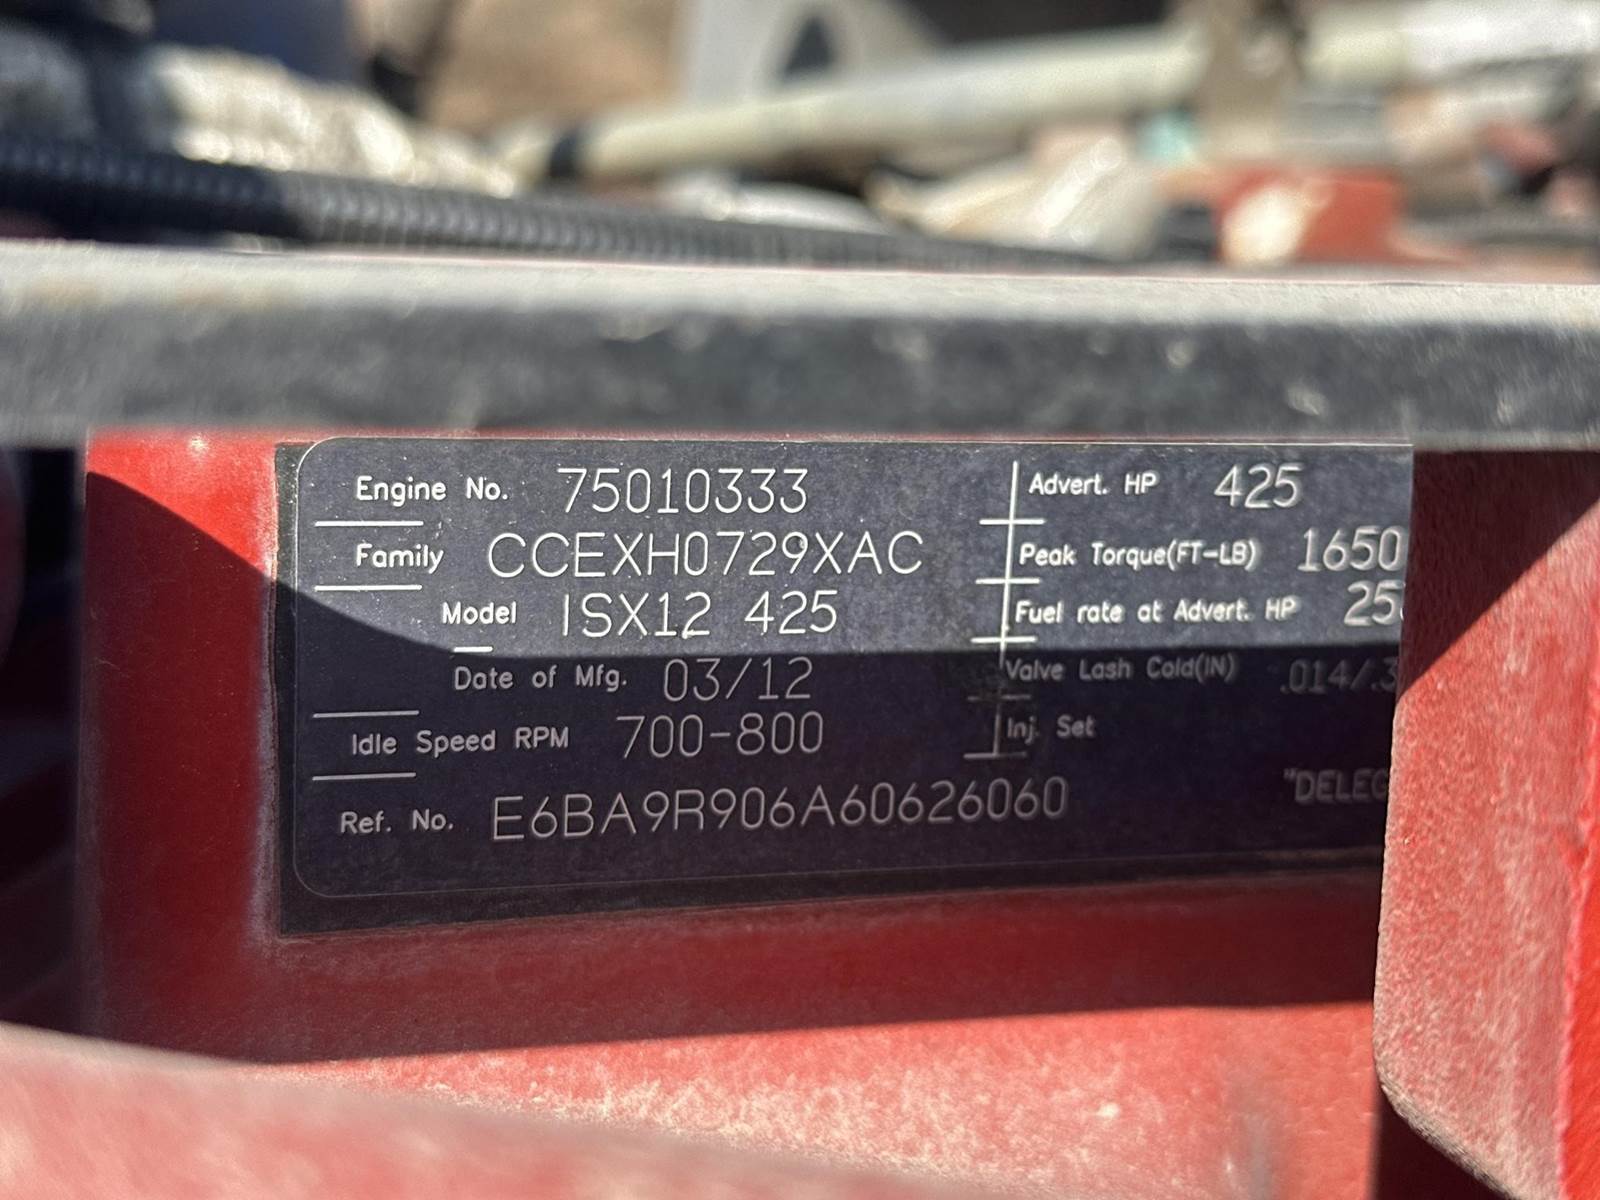 Engine No. 75010333
Family CCEXH0729XAC
Model ISX12 425
Date of Mfg. 03/12
Idle Speed RPM 700-800
Ref. No. E6BA9R906A60626060
Advert. HP 425
Peak Torque(FT-LB) 1650
Fuel rate at Advert. HP
Valve Lash Cold(IN)
Inj. Set